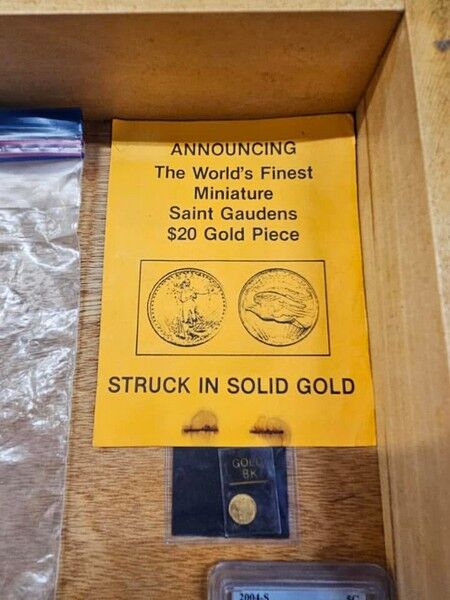 ANNOUNCING
The World's Finest
Miniature
Saint Gaudens
$20 Gold Piece
STRUCK IN SOLID GOLD
GOLD
8K
2004-S